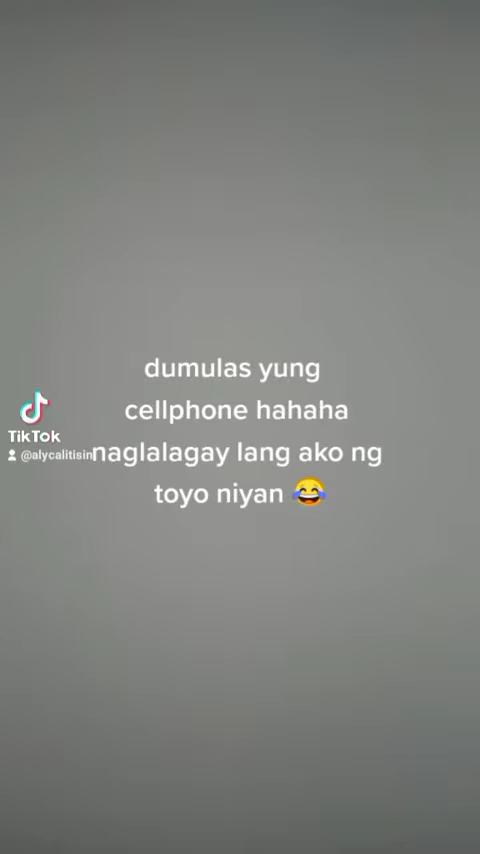 dumulas yung
cellphone hahaha
naglalagay lang ako ng
toyo niyan 😂
TikTok
@alycalitisin